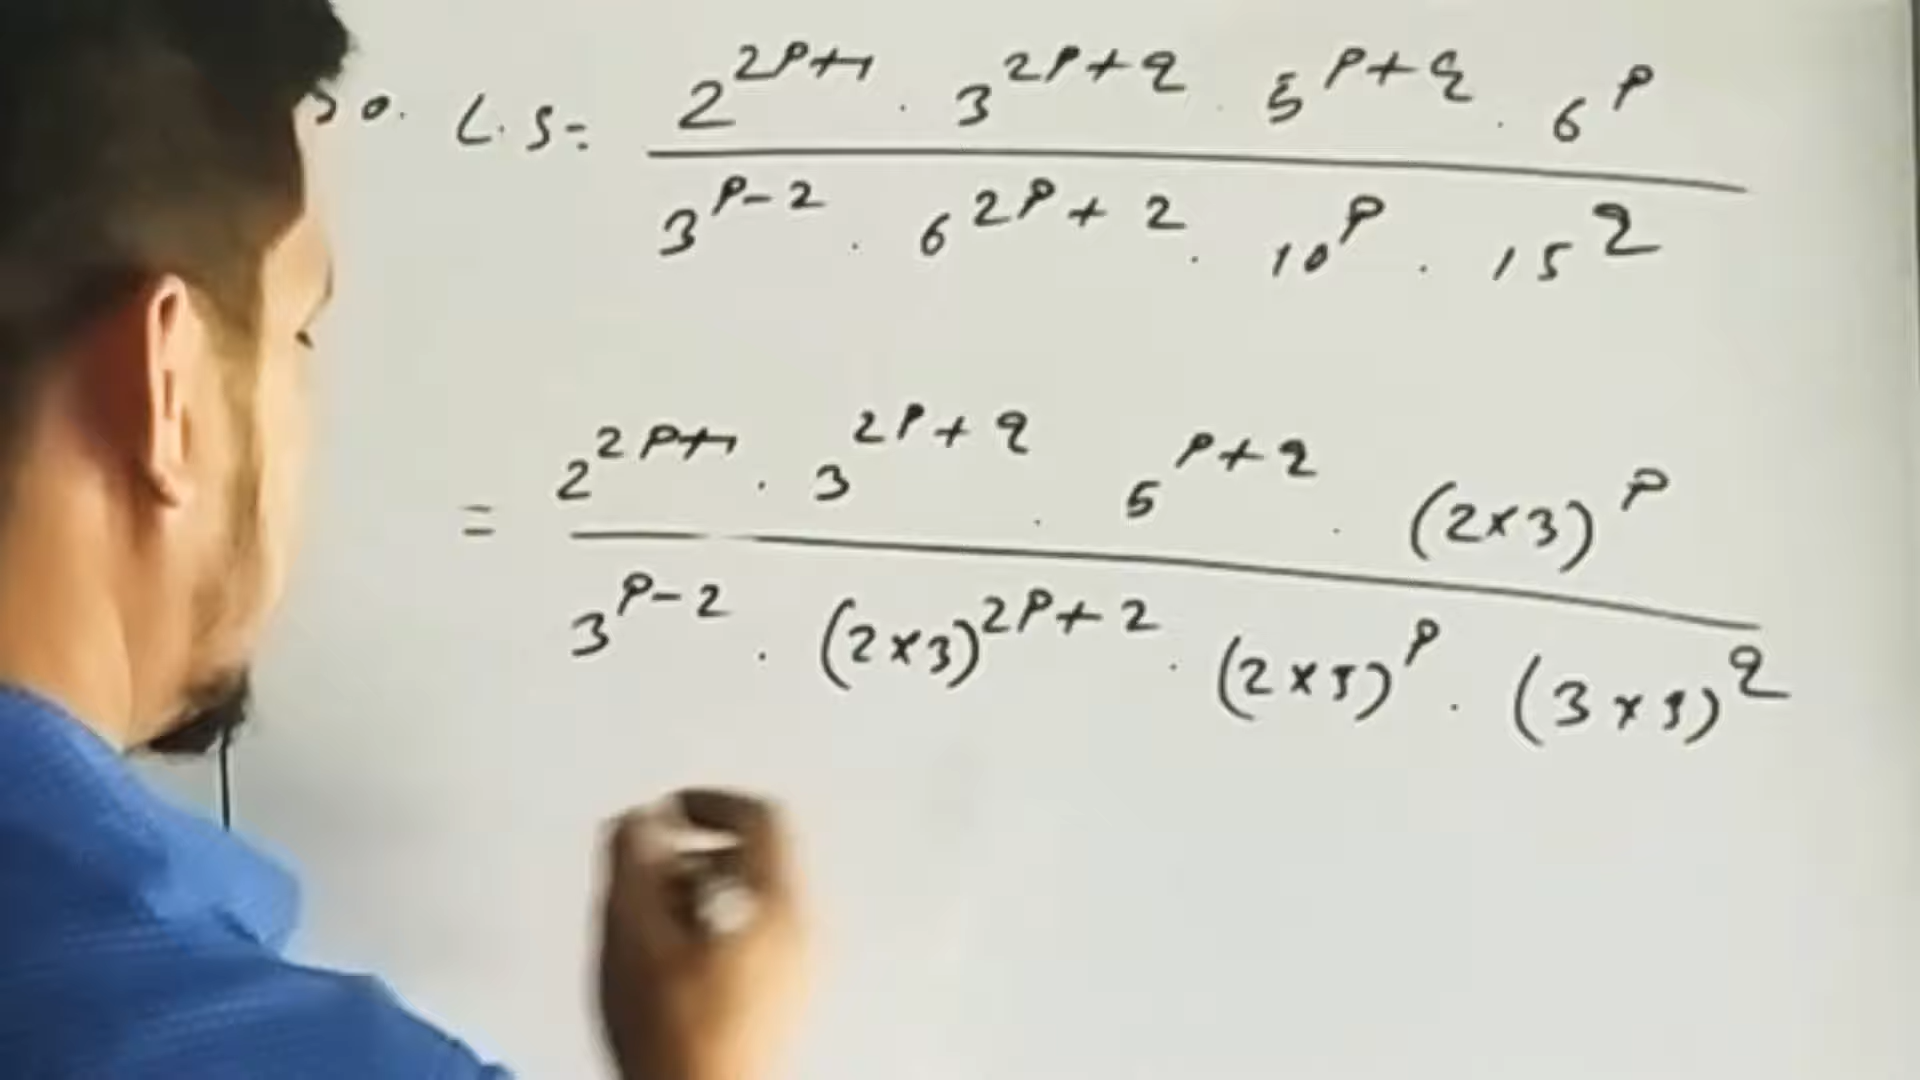 so. L.S = 2^{2p+1} . 3^{2p+q} . 5^{p+q} . 6^{p}
3^{p-2} . 6^{2p+2} . 10^{p} . 15^{q}
= 2^{2p+1} . 3^{2p+q} . 5^{p+q} . (2×3)^{p}
3^{p-2} . (2×3)^{2p+2} . (2×5)^{p} . (3×5)^{q}